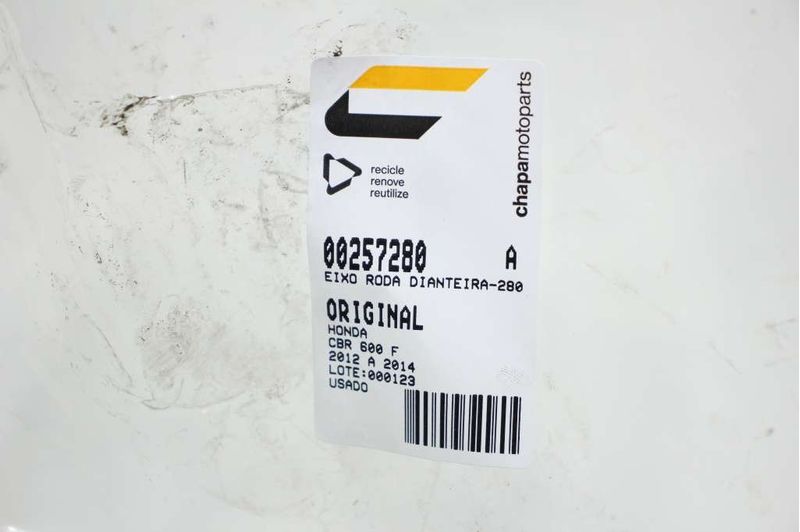 chapamotoparts
recicle
renove
reutilize
00257280 A
EIXO RODA DIANTEIRA-280
ORIGINAL
HONDA
CBR 600 F
2012 A 2014
LOTE:000123
USADO